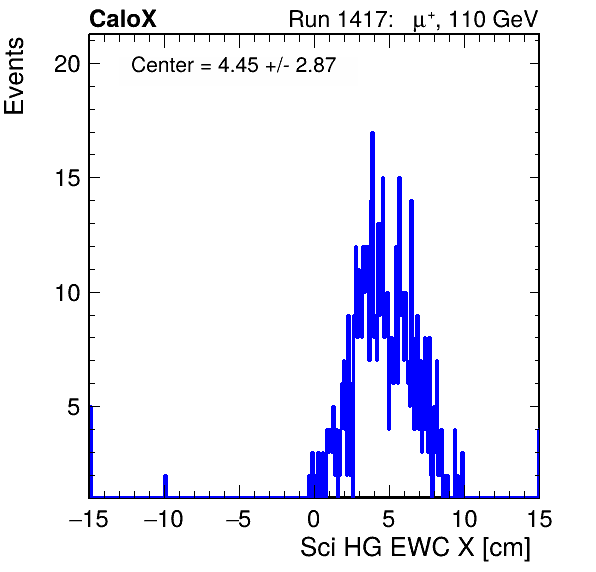 CaloX Run 1417: μ⁺, 110 GeV
Events
Center = 4.45 +/- 2.87
20
15
10
5
−15 −10 −5 0 5 10 15
Sci HG EWC X [cm]